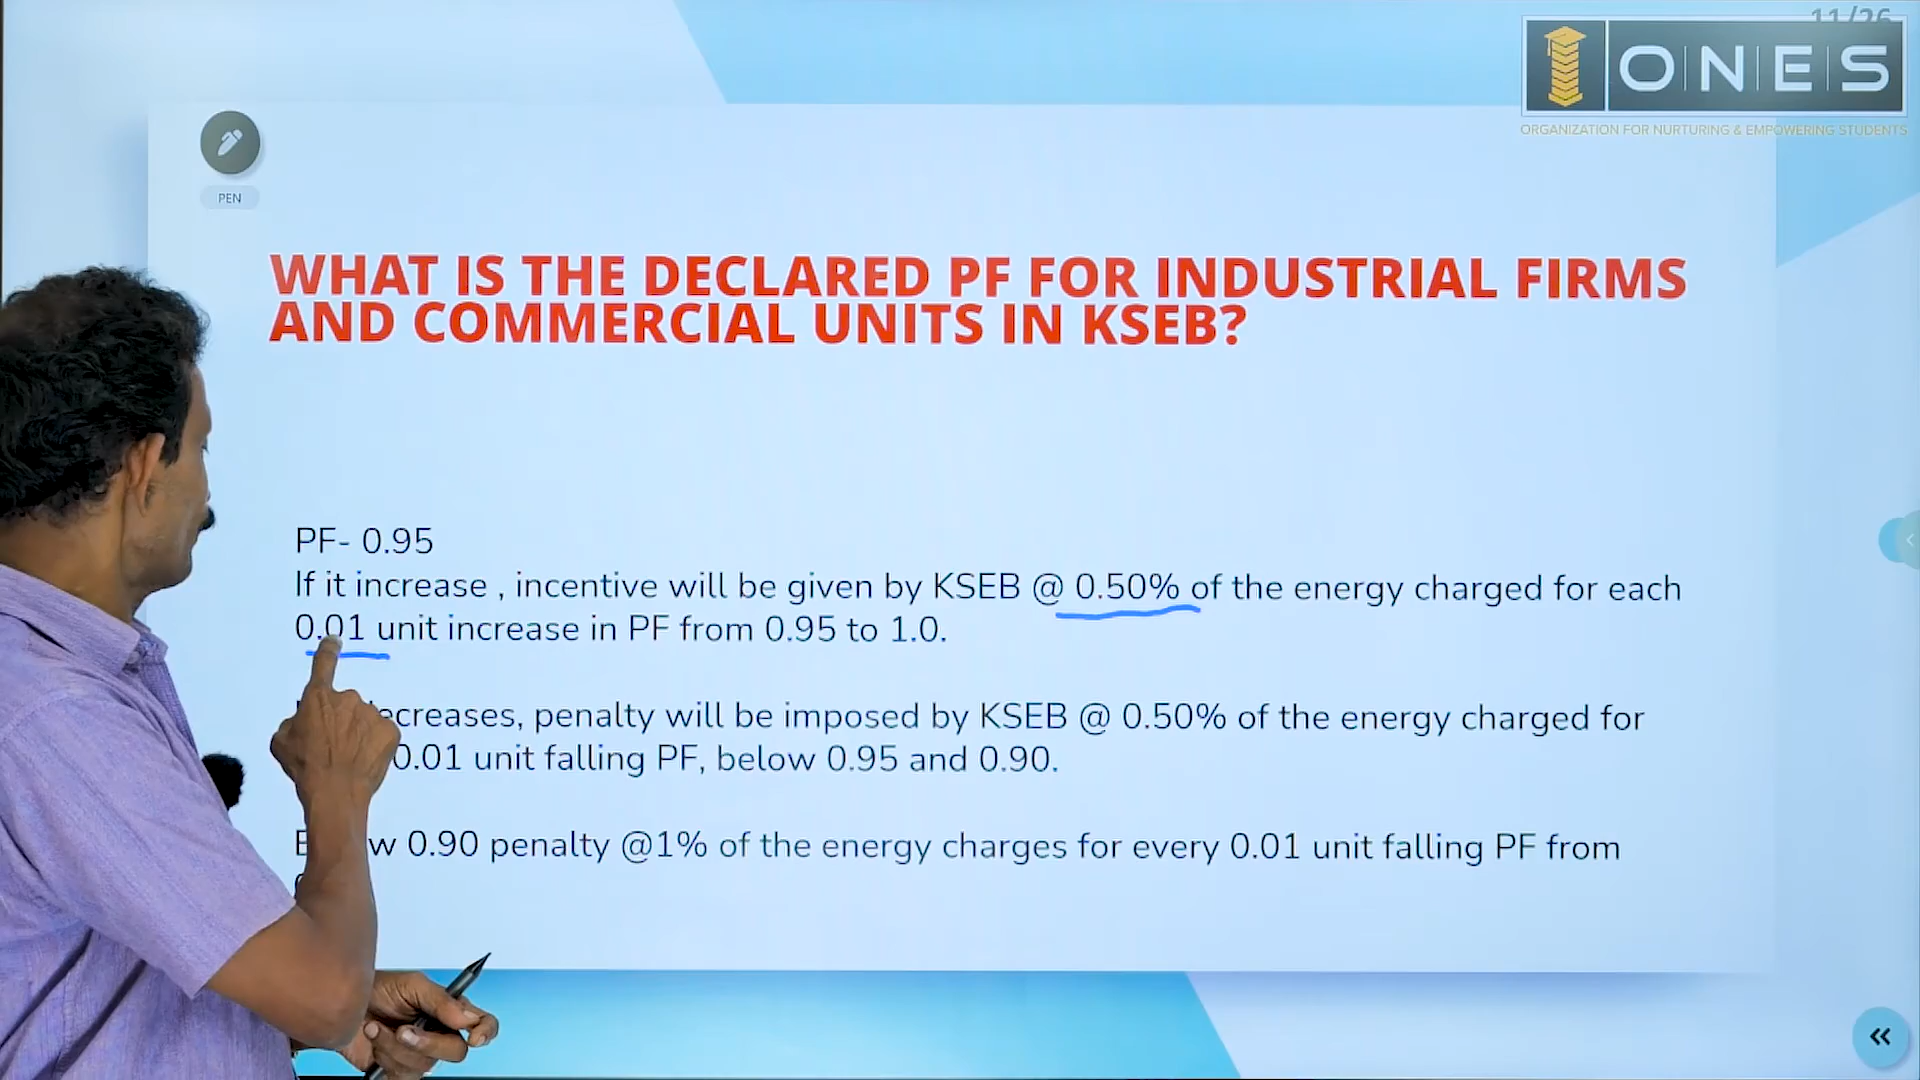 11/26
ONES
ORGANIZATION FOR NURTURING & EMPOWERING STUDENTS
PEN
WHAT IS THE DECLARED PF FOR INDUSTRIAL FIRMS
AND COMMERCIAL UNITS IN KSEB?
PF- 0.95
If it increase , incentive will be given by KSEB @ 0.50% of the energy charged for each
0.01 unit increase in PF from 0.95 to 1.0.
decreases, penalty will be imposed by KSEB @ 0.50% of the energy charged for
0.01 unit falling PF, below 0.95 and 0.90.
0.90 penalty @1% of the energy charges for every 0.01 unit falling PF from